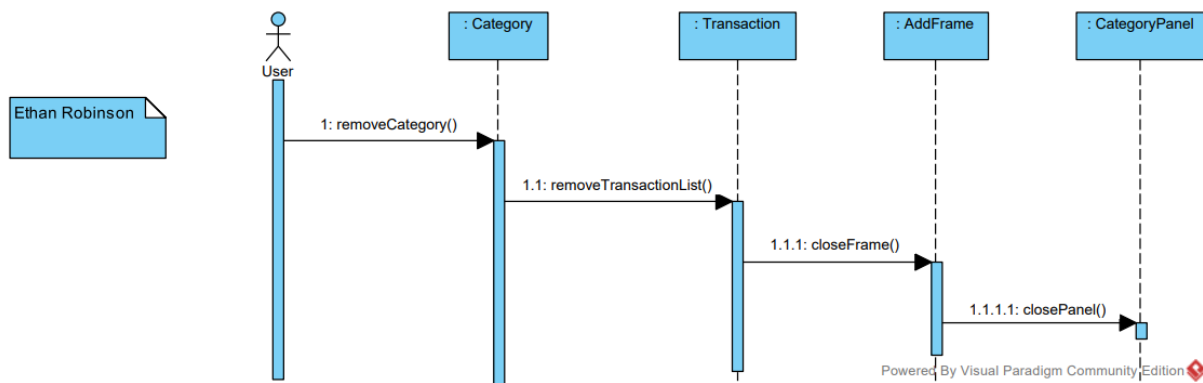 : Category
: Transaction
: AddFrame
: CategoryPanel
User
Ethan Robinson
1: removeCategory()
1.1: removeTransactionList()
1.1.1: closeFrame()
1.1.1.1: closePanel()
Powered By Visual Paradigm Community Edition